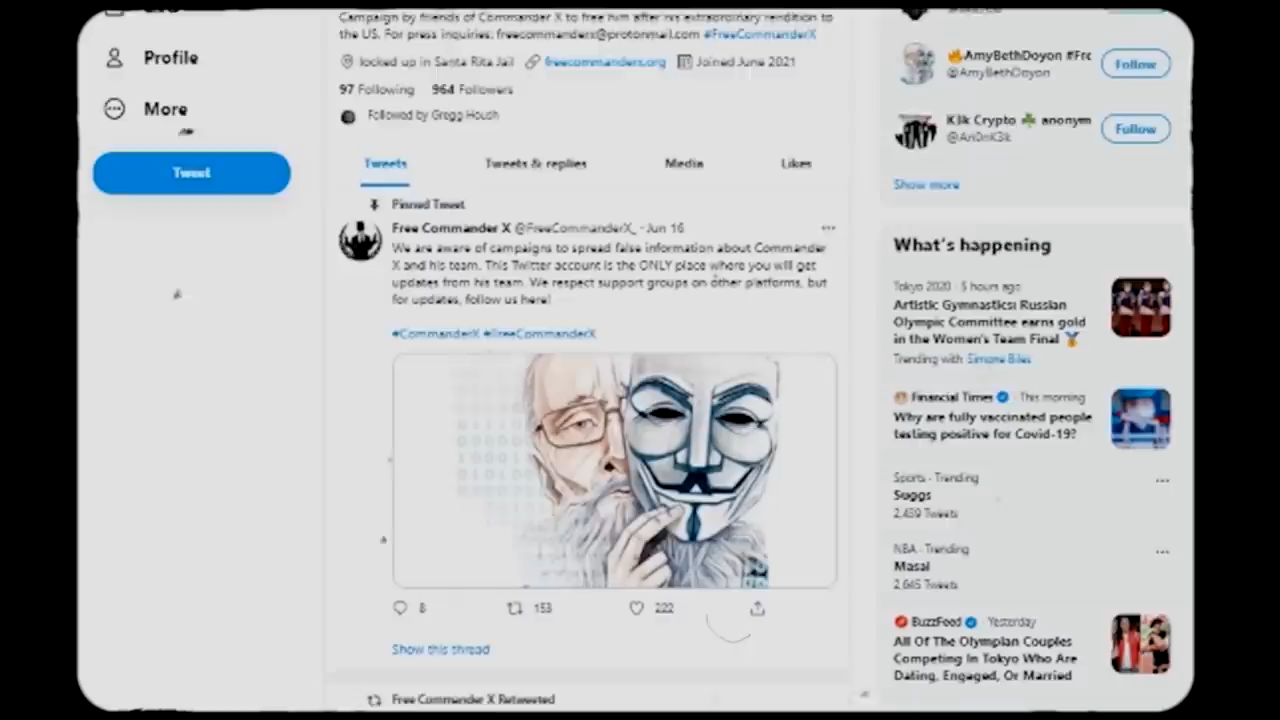 Profile
More
Tweet
Campaign by friends of Commander X to free him after his extraordinary rendition to
the US. For press inquiries: freecommanderx@protonmail.com #FreeCommanderX
locked up in Santa Rita Jail freecommanderx.org Joined June 2021
97 Following 964 Followers
Followed by Gregg Housh
Tweets Tweets & replies Media Likes
Pinned Tweet
Free Commander X @FreeCommanderX_ · Jun 16
We are aware of campaigns to spread false information about Commander
X and his team. This Twitter account is the ONLY place where you will get
updates from his team. We respect support groups on other platforms, but
for updates, follow us here!
#CommanderX #FreeCommanderX
8 153 222
Show this thread
Free Commander X Retweeted
🔥AmyBethDoyon #Fre
@AmyBethDoyon
Follow
K3k Crypto ☘️ anonym
@An0nK3k
Follow
Show more
What's happening
Tokyo 2020 · 5 hours ago
Artistic Gymnastics: Russian
Olympic Committee earns gold
in the Women's Team Final 🥇
Trending with Simone Biles
Financial Times · This morning
Why are fully vaccinated people
testing positive for Covid-19?
Sports · Trending
Suggs
2,459 Tweets
NBA · Trending
Masai
2,645 Tweets
BuzzFeed · Yesterday
All Of The Olympian Couples
Competing In Tokyo Who Are
Dating, Engaged, Or Married